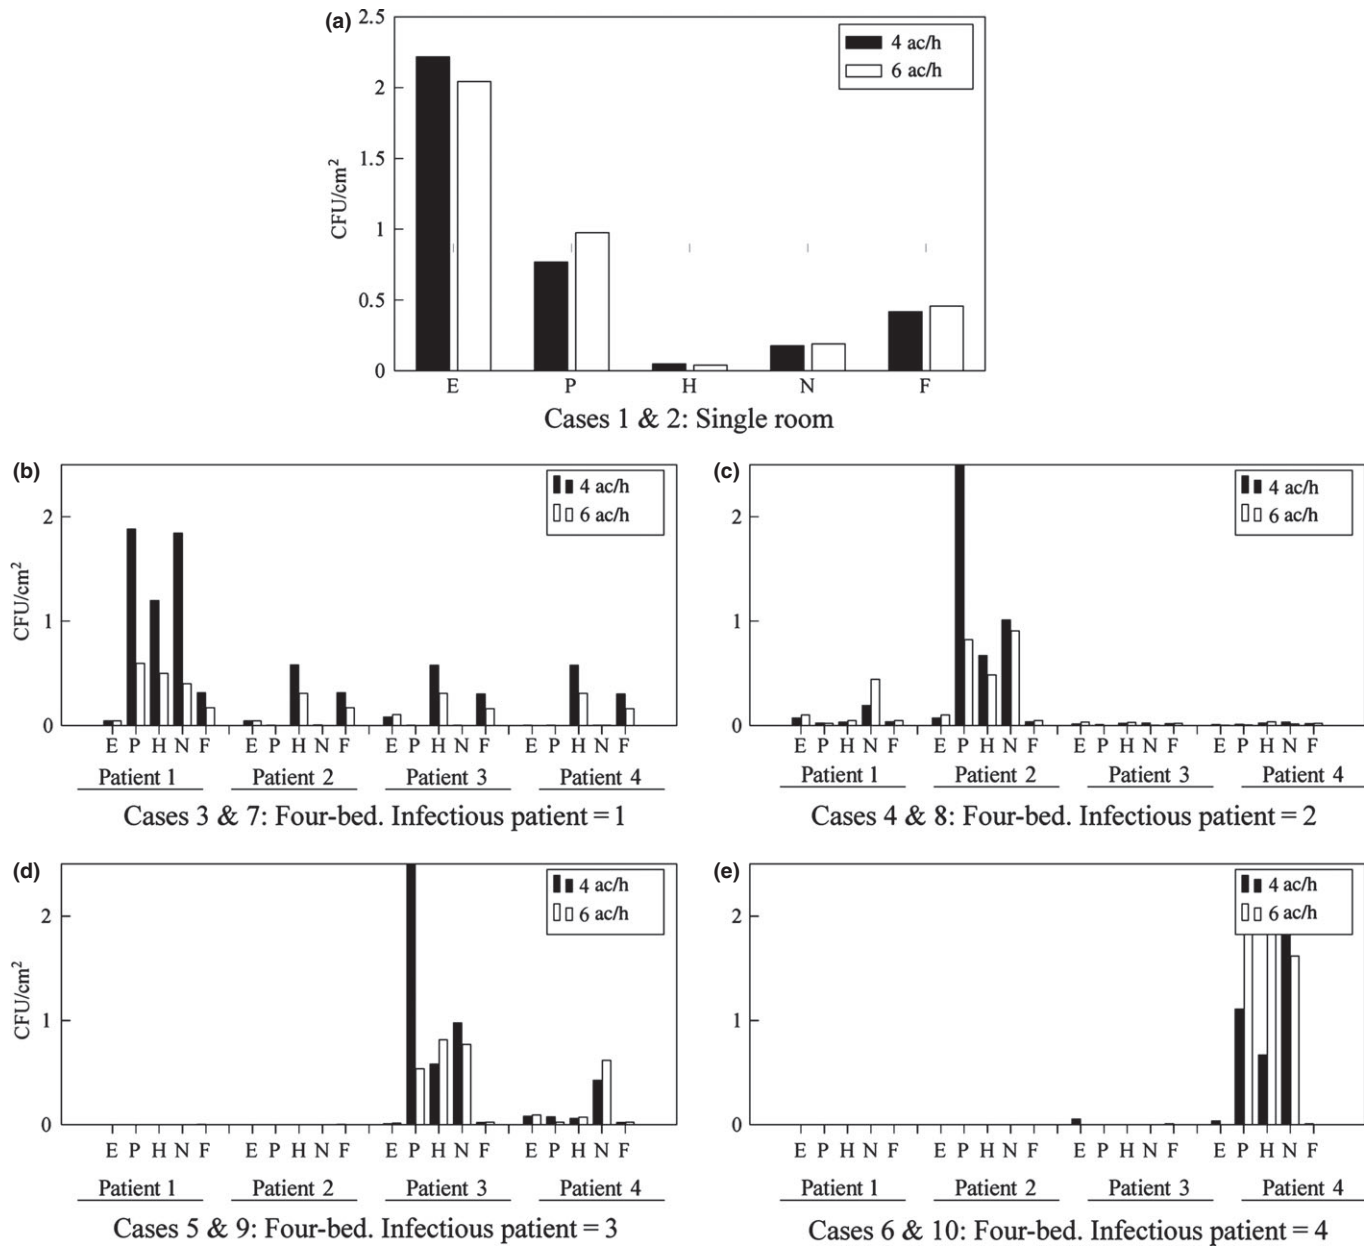 (a)
2.5
2
1.5
1
0.5
0
CFU/cm²
4 ac/h
6 ac/h
E P H N F
Cases 1 & 2: Single room
(b)
2
1
0
CFU/cm²
4 ac/h
6 ac/h
E P H N F E P H N F E P H N F E P H N F
Patient 1 Patient 2 Patient 3 Patient 4
Cases 3 & 7: Four-bed. Infectious patient = 1
(c)
2
1
0
4 ac/h
6 ac/h
E P H N F E P H N F E P H N F E P H N F
Patient 1 Patient 2 Patient 3 Patient 4
Cases 4 & 8: Four-bed. Infectious patient = 2
(d)
2
1
0
CFU/cm²
4 ac/h
6 ac/h
E P H N F E P H N F E P H N F E P H N F
Patient 1 Patient 2 Patient 3 Patient 4
Cases 5 & 9: Four-bed. Infectious patient = 3
(e)
2
1
0
4 ac/h
6 ac/h
E P H N F E P H N F E P H N F E P H N F
Patient 1 Patient 2 Patient 3 Patient 4
Cases 6 & 10: Four-bed. Infectious patient = 4